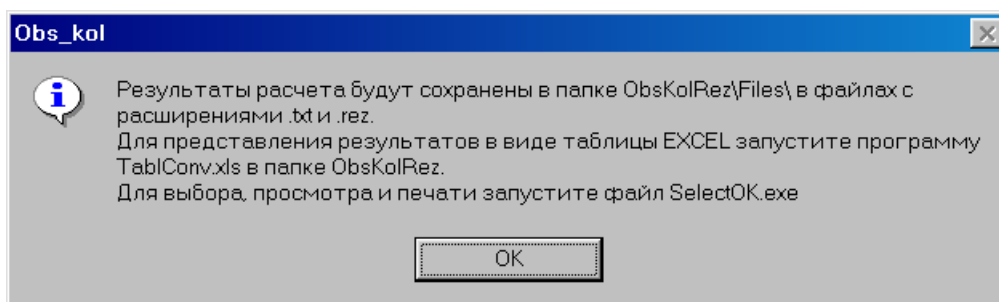 Obs_kol
Результаты расчета будут сохранены в папке ObsKolRez\Files\ в файлах с
расширениями .txt и .rez.
Для представления результатов в виде таблицы EXCEL запустите программу
TablConv.xls в папке ObsKolRez.
Для выбора, просмотра и печати запустите файл SelectOK.exe
OK